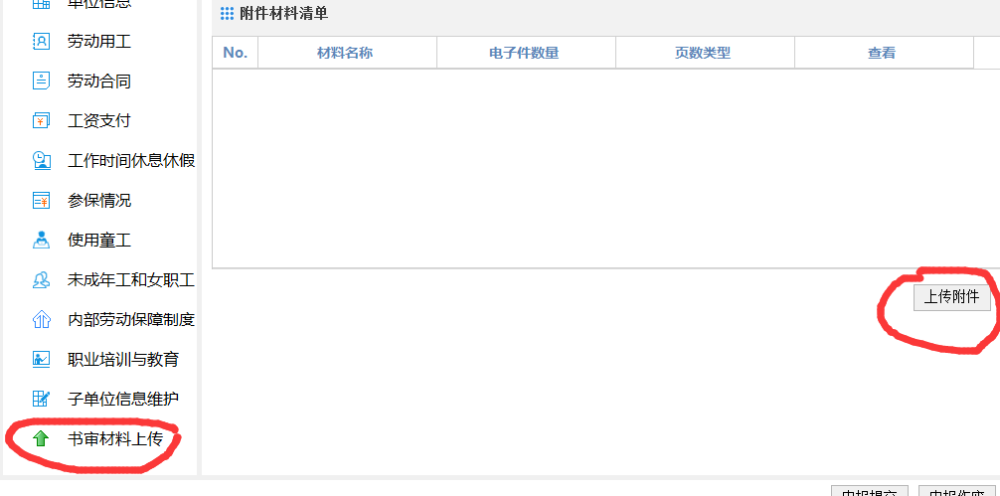 单位信息
劳动用工
劳动合同
工资支付
工作时间休息休假
参保情况
使用童工
未成年工和女职工
内部劳动保障制度
职业培训与教育
子单位信息维护
书审材料上传
附件材料清单
No. 材料名称 电子件数量 页数类型 查看
上传附件
申报提交 申报作废